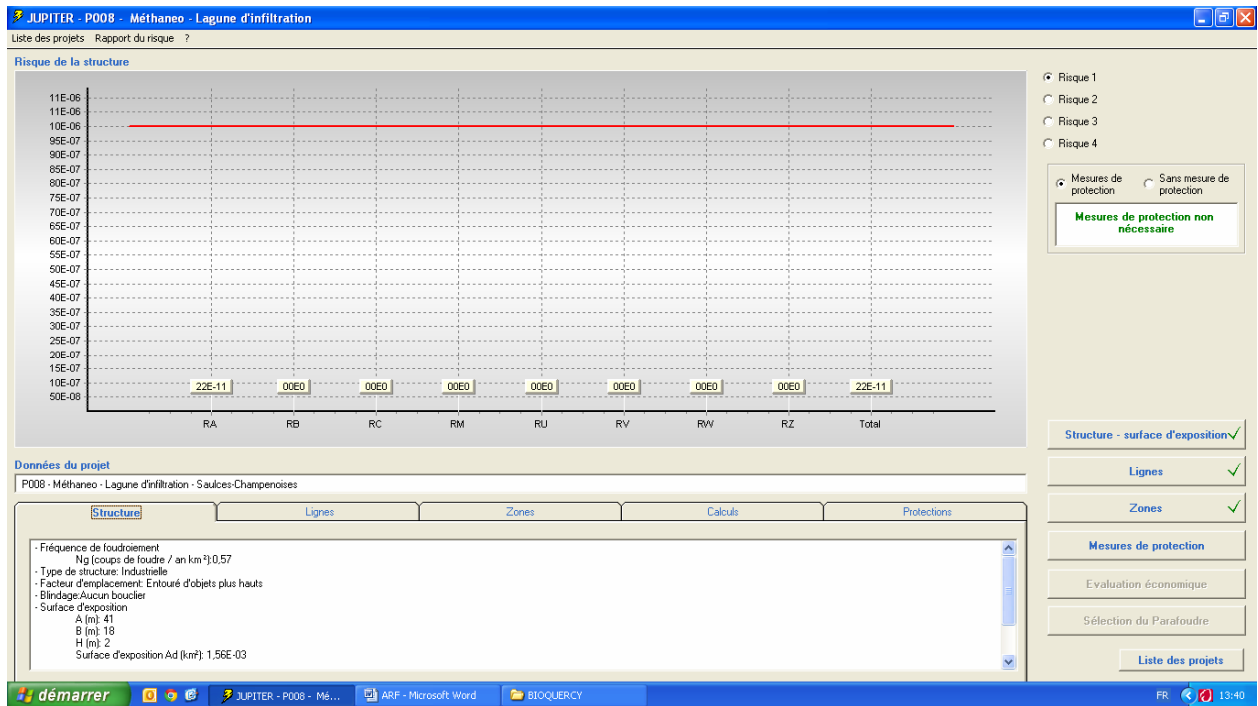 JUPITER - P008 - Méthaneo - Lagune d'infiltration
Liste des projets Rapport du risque ?
Risque de la structure
11E-06
11E-06
10E-06
95E-07
90E-07
85E-07
80E-07
75E-07
70E-07
65E-07
60E-07
55E-07
50E-07
45E-07
40E-07
35E-07
30E-07
25E-07
20E-07
15E-07
10E-07
50E-08
22E-11 00E0 00E0 00E0 00E0 00E0 00E0 00E0 22E-11
RA RB RC RM RU RV RW RZ Total
Risque 1
Risque 2
Risque 3
Risque 4
Mesures de protection
Sans mesure de protection
Mesures de protection non
nécessaire
Structure - surface d'exposition
Lignes
Zones
Mesures de protection
Evaluation économique
Sélection du Parafoudre
Liste des projets
Données du projet
P008 - Méthaneo - Lagune d'infiltration - Saulces-Champenoises
Structure Lignes Zones Calculs Protections
- Fréquence de foudroiement
Ng (coups de foudre / an km²):0,57
- Type de structure: Industrielle
- Facteur d'emplacement: Entouré d'objets plus hauts
- Blindage:Aucun bouclier
- Surface d'exposition
A (m): 41
B (m): 18
H (m): 2
Surface d'exposition Ad (km²): 1,56E-03
démarrer JUPITER - P008 - Mé... ARF - Microsoft Word BIOQUERCY FR 13:40